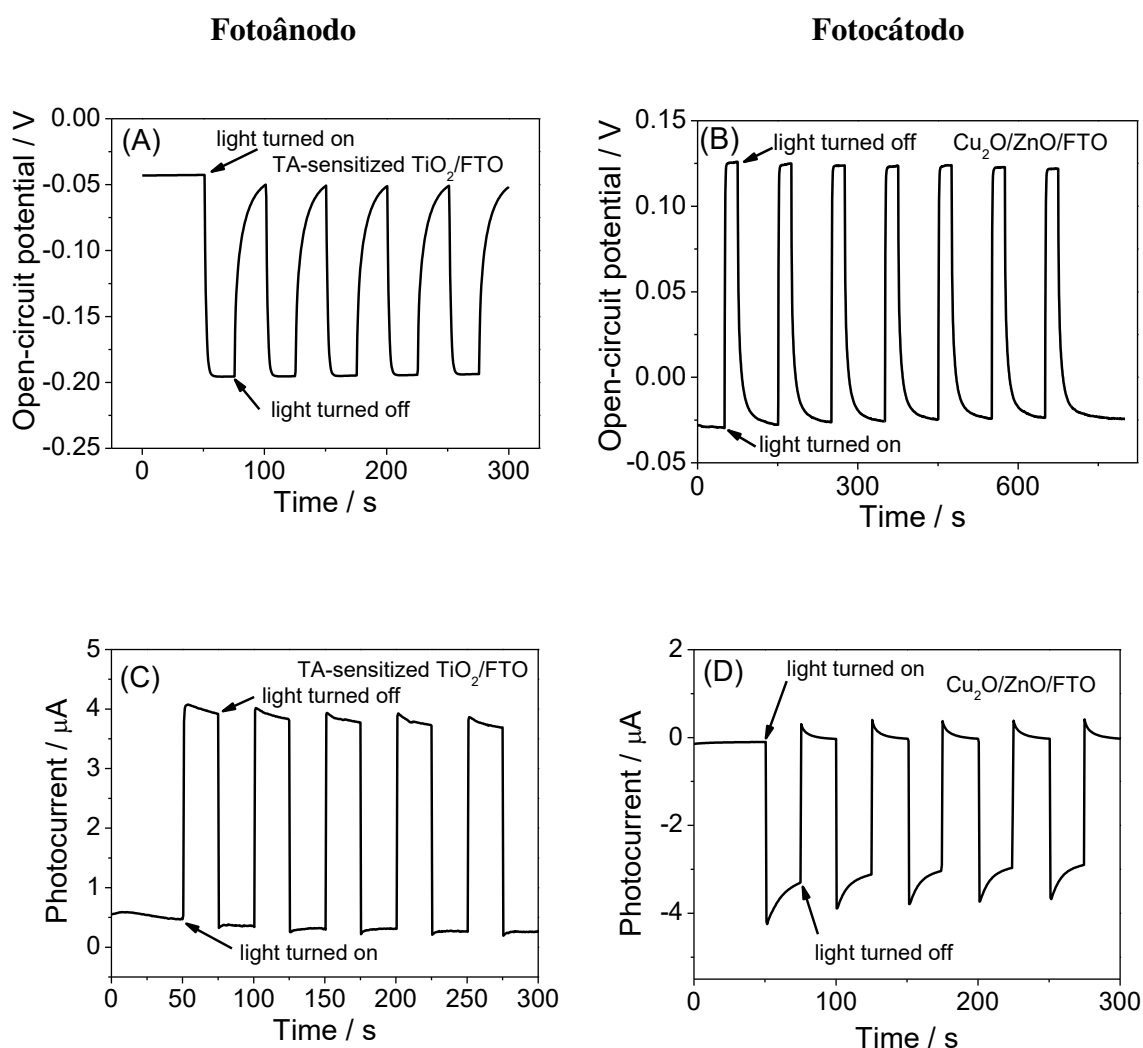 Fotoânodo
Fotocátodo
(A)
light turned on
TA-sensitized TiO₂/FTO
light turned off
Open-circuit potential / V
0.00
-0.05
-0.10
-0.15
-0.20
-0.25
0 100 200 300
Time / s
(B)
light turned off
Cu₂O/ZnO/FTO
light turned on
Open-circuit potential / V
0.15
0.10
0.05
0.00
-0.05
0 300 600
Time / s
(C)
TA-sensitized TiO₂/FTO
light turned off
light turned on
Photocurrent / μA
5
4
3
2
1
0
0 50 100 150 200 250 300
Time / s
(D)
light turned on
Cu₂O/ZnO/FTO
light turned off
Photocurrent / μA
2
0
-2
-4
0 100 200 300
Time / s